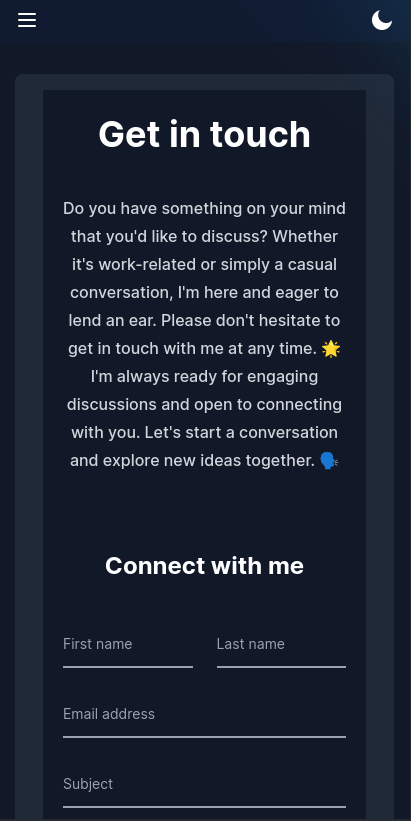 Get in touch
Do you have something on your mind
that you'd like to discuss? Whether
it's work-related or simply a casual
conversation, I'm here and eager to
lend an ear. Please don't hesitate to
get in touch with me at any time. 🌟
I'm always ready for engaging
discussions and open to connecting
with you. Let's start a conversation
and explore new ideas together. 🗣️
Connect with me
First name
Last name
Email address
Subject